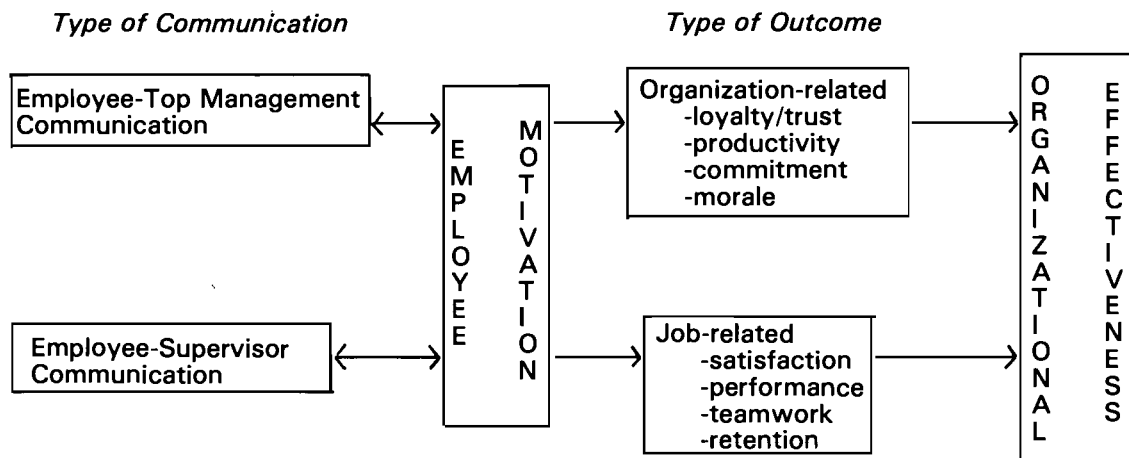 Type of Communication
Type of Outcome
Employee-Top Management
Communication
Employee-Supervisor
Communication
EMPLOYEE
MOTIVATION
Organization-related
-loyalty/trust
-productivity
-commitment
-morale
Job-related
-satisfaction
-performance
-teamwork
-retention
ORGANIZATIONAL
EFFECTIVENESS